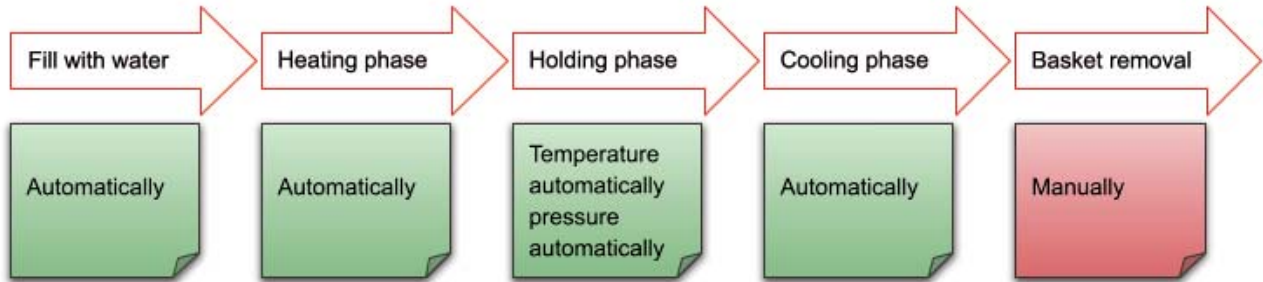 Fill with water
Heating phase
Holding phase
Cooling phase
Basket removal
Automatically
Automatically
Temperature
automatically
pressure
automatically
Automatically
Manually